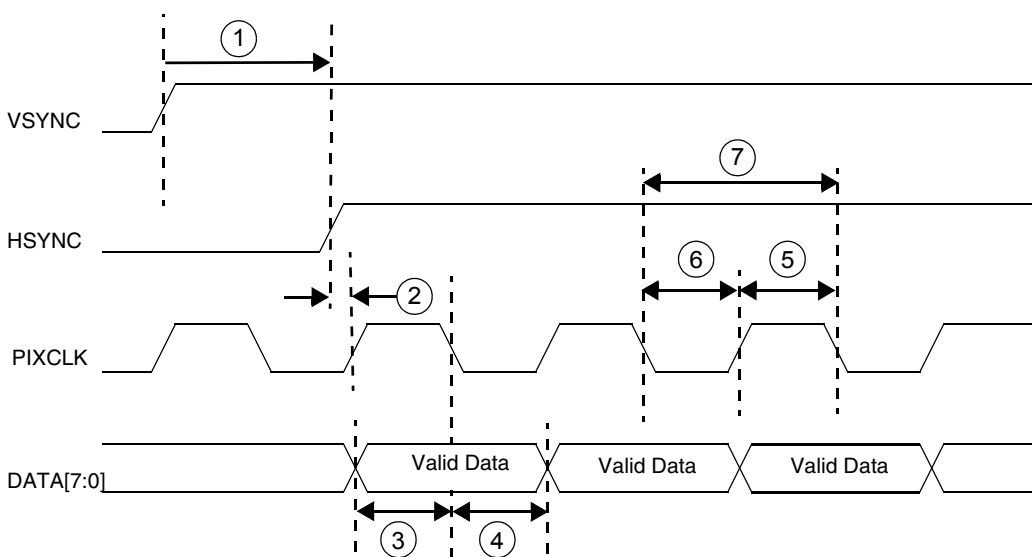 1
VSYNC
7
HSYNC
6
5
2
PIXCLK
Valid Data
Valid Data
Valid Data
DATA[7:0]
3
4